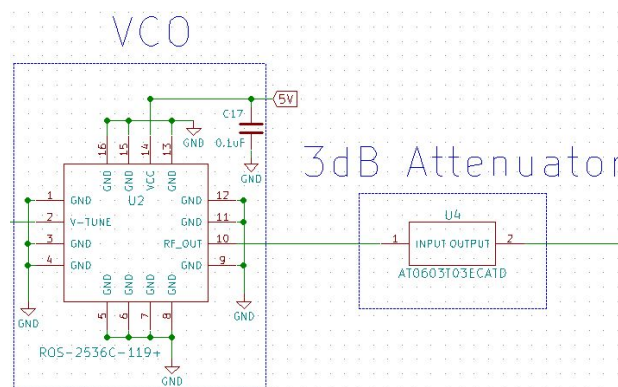 VCO
5V
C17
0.1uF
GND
GND
16
15
14
13
GND
GND
VCC
GND
U2
1
GND
2
V-TUNE
3
GND
4
GND
GND
12
GND
11
RF_OUT
10
GND
9
GND
GND
GND
GND
5
6
7
8
GND
GND
ROS-2536C-119+
GND
3dB Attenuator
U4
1
INPUT OUTPUT
2
AT0603T03ECATD